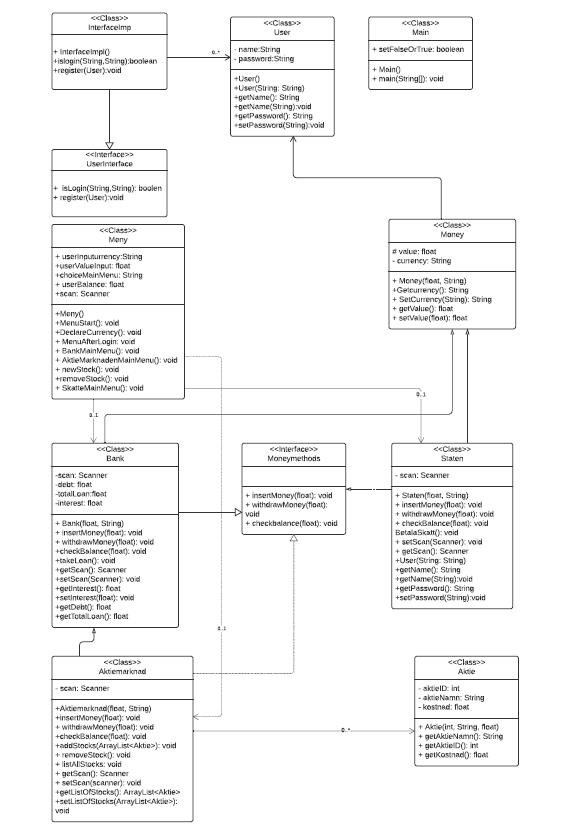 <<Class>>
InterfaceImp
+ InterfaceImpl()
+islogin(String,String):boolean
+register(User):void
0..*
<<Class>>
User
- name:String
- password:String
+User()
+User(String: String)
+getName(): String
+getName(String):void
+getPassword(): String
+setPassword(String):void
<<Class>>
Main
+ setFalseOrTrue: boolean
+ Main()
+ main(String[]): void
<<Interface>>
UserInterface
+ isLogin(String,String): boolen
+ register(User):void
<<Class>>
Meny
+ userInputurrency:String
+userValueInput: float
+choiceMainMenu: String
+ userBalance: float
+scan: Scanner
+Meny()
+MenuStart(): void
+DeclareCurrency(): void
+ MenuAfterLogin: void
+ BankMainMenu(): void
+AktieMarknadenMainMenu(): void
+ newStock(): void
+removeStock(): void
+ SkatteMainMenu(): void
<<Class>>
Money
# value: float
- currency: String
+ Money(float, String)
+Getcurrency(): String
+ SetCurrency(String): String
+ getValue(): float
+ setValue(float): float
0..1
0..1
<<Class>>
Bank
-scan: Scanner
-debt: float
-totalLoan:float
-interest: float
+ Bank(float, String)
+ insertMoney(float): void
+ withdrawMoney(float): void
+checkBalance(float): void
+takeLoan(): void
+getScan(): Scanner
+setScan(Scanner): void
+getInterest(): float
+setInterest(float): void
+getDebt(): float
+getTotalLoan(): float
<<Interface>>
Moneymethods
+ insertMoney(float): void
+ withdrawMoney(float):
void
+ checkbalance(float): void
<<Class>>
Staten
- scan: Scanner
+ Staten(float, String)
+ insertMoney(float): void
+ withdrawMoney(float): void
+ checkBalance(float):void
BetalaSkatt(): void
+ setScan(Scanner): void
+ getScan(): Scanner
+User(String: String)
+getName(): String
+getName(String):void
+getPassword(): String
+setPassword(String):void
0..1
<<Class>>
Aktiemarknad
- scan: Scanner
+Aktiemarknad(float, String)
+insertMoney(float): void
+ withdrawMoney(float): void
+checkBalance(float): void
+addStocks(ArrayList<Aktie>): void
+ removeStock(): void
+ listAllStocks: void
+ getScan(): Scanner
+ setScan(scanner): void
+getListOfStocks(): ArrayList<Aktie>
+setListOfStocks(ArrayList<Aktie>):
void
0..*
<<Class>>
Aktie
- aktieID: int
- aktieNamn: String
- kostnad: float
+ Aktie(int, String, float)
+ getAktieNamn(): String
+ getAktieID(): int
+ getKostnad(): float